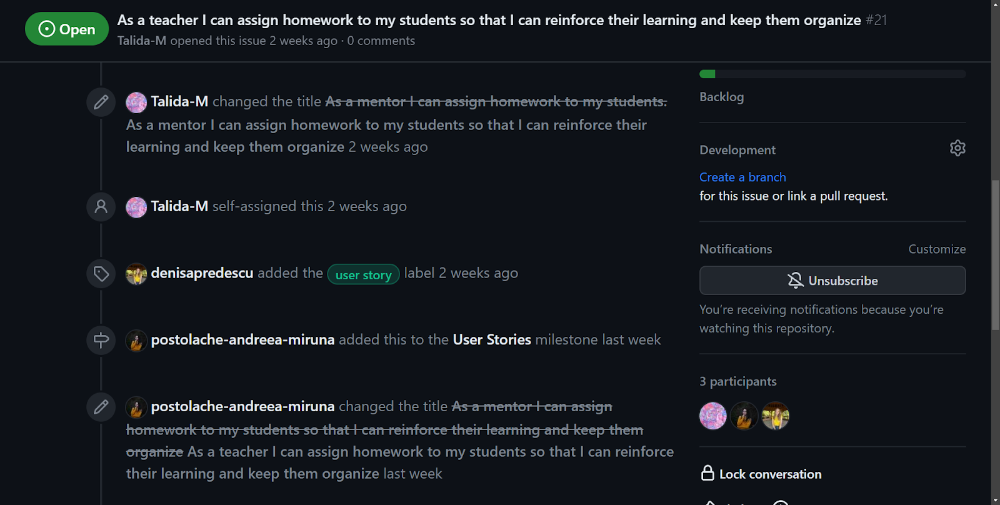 Open
As a teacher I can assign homework to my students so that I can reinforce their learning and keep them organize #21
Talida-M opened this issue 2 weeks ago · 0 comments
Talida-M changed the title As a mentor I can assign homework to my students.
As a mentor I can assign homework to my students so that I can reinforce their
learning and keep them organize 2 weeks ago
Talida-M self-assigned this 2 weeks ago
denisapredescu added the user story label 2 weeks ago
postolache-andreea-miruna added this to the User Stories milestone last week
postolache-andreea-miruna changed the title As a mentor I can assign
homework to my students so that I can reinforce their learning and keep them
organize As a teacher I can assign homework to my students so that I can reinforce
their learning and keep them organize last week
Backlog
Development
Create a branch
for this issue or link a pull request.
Notifications Customize
Unsubscribe
You're receiving notifications because you're
watching this repository.
3 participants
Lock conversation